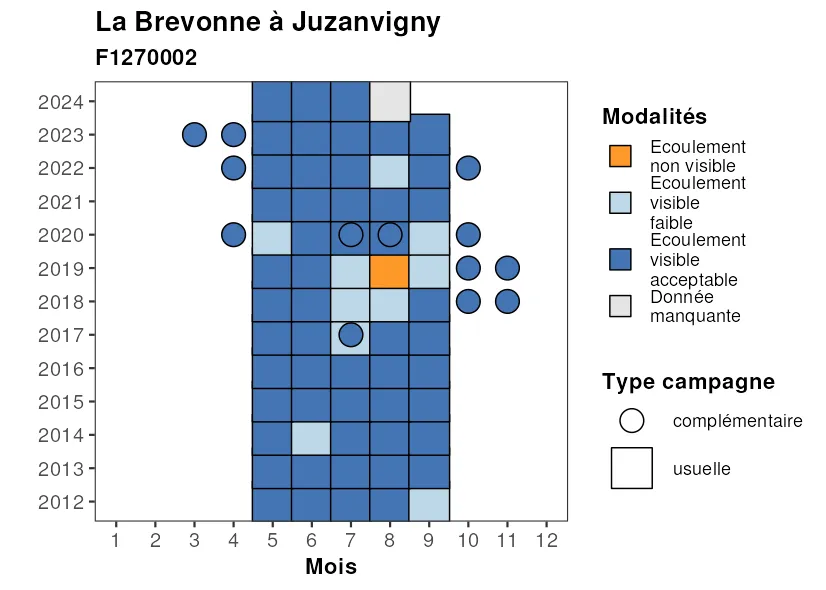 La Brevonne à Juzanvigny
F1270002
2024
2023
2022
2021
2020
2019
2018
2017
2016
2015
2014
2013
2012
1 2 3 4 5 6 7 8 9 10 11 12
Mois
Modalités
Ecoulement
non visible
Ecoulement
visible
faible
Ecoulement
visible
acceptable
Donnée
manquante
Type campagne
complémentaire
usuelle